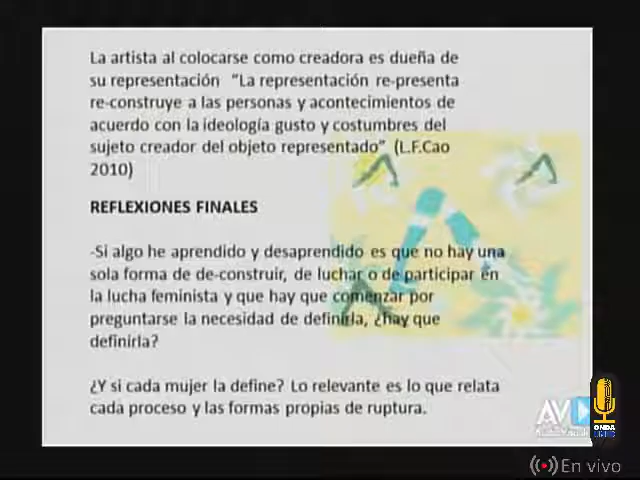 La artista al colocarse como creadora es dueña de
su representación "La representación re-presenta
re-construye a las personas y acontecimientos de
acuerdo con la ideología gusto y costumbres del
sujeto creador del objeto representado" (L.F.Cao
2010)
REFLEXIONES FINALES
-Si algo he aprendido y desaprendido es que no hay una
sola forma de de-construir, de luchar o de participar en
la lucha feminista y que hay que comenzar por
preguntarse la necesidad de definirla, ¿hay que
definirla?
¿Y si cada mujer la define? Lo relevante es lo que relata
cada proceso y las formas propias de ruptura.
AV
ONDA
En vivo